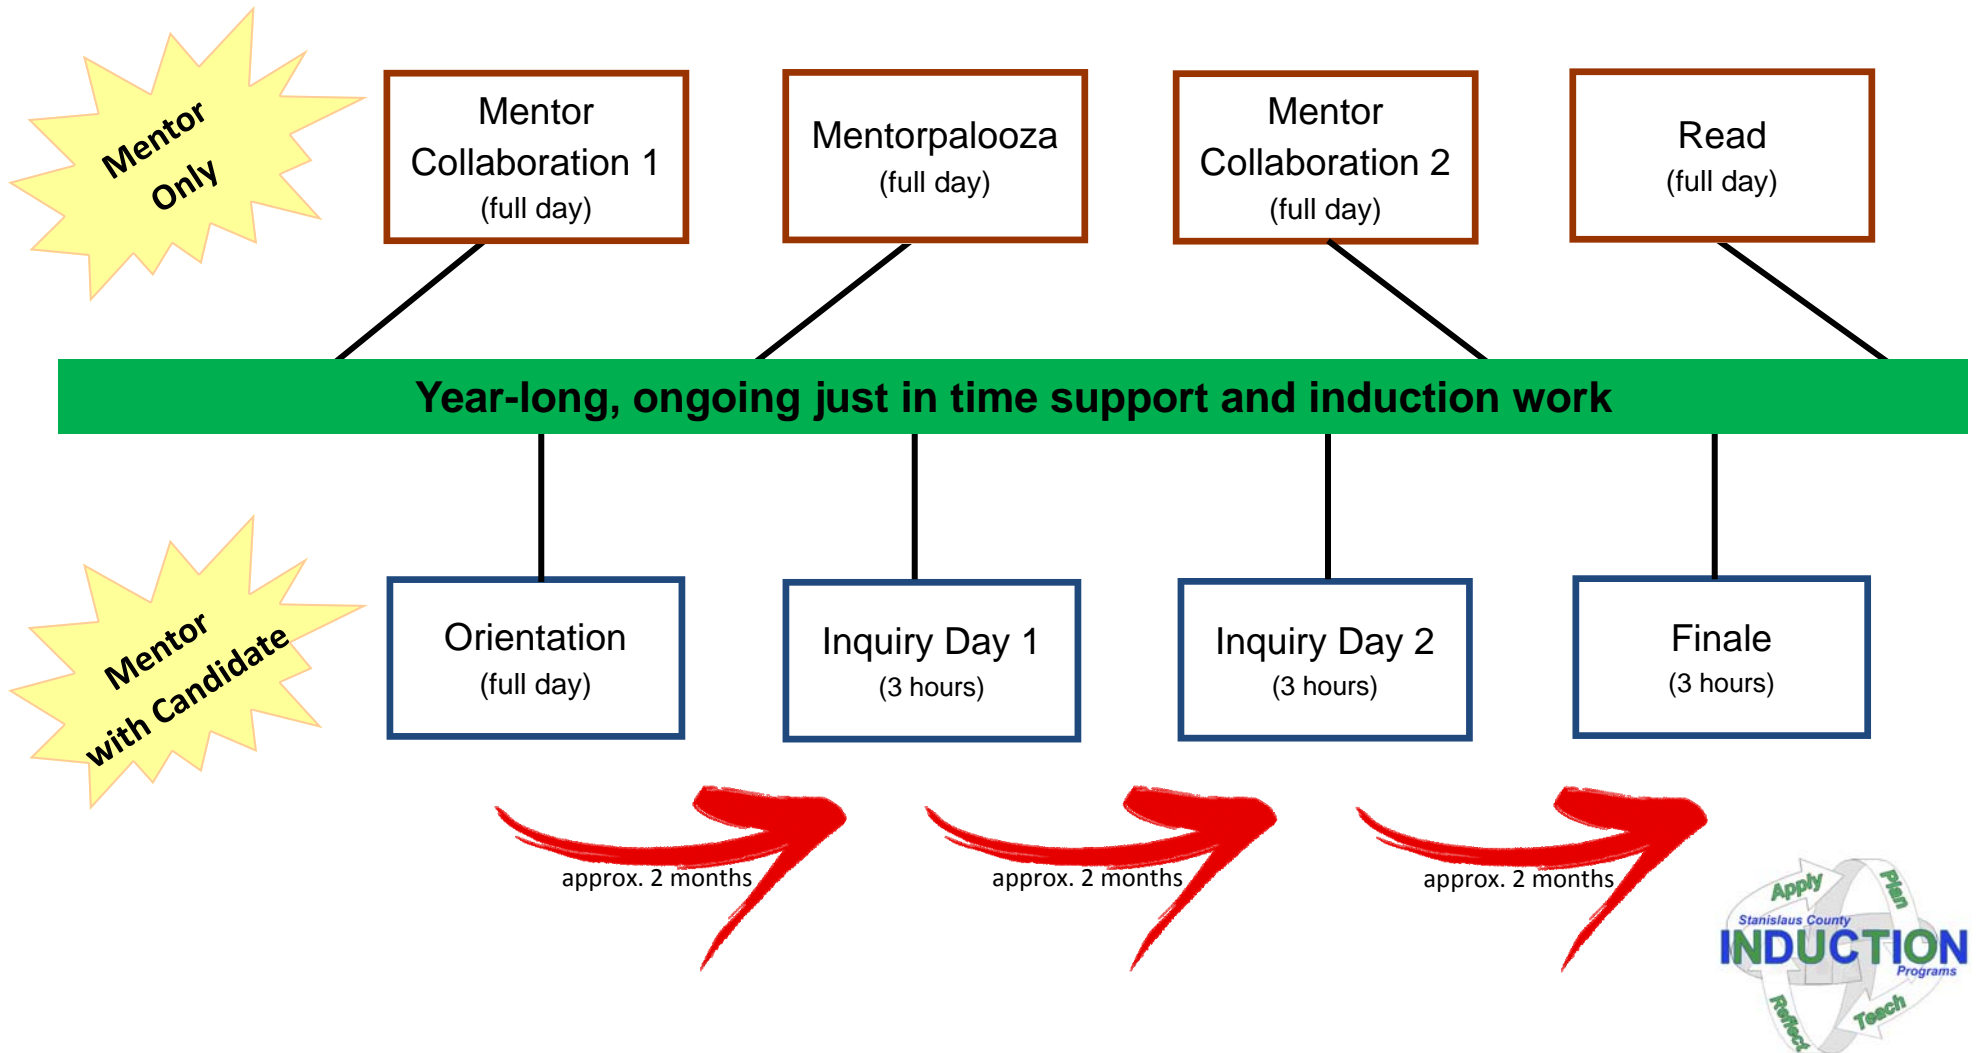 Mentor
Only
Mentor
Collaboration 1
(full day)
Mentorpalooza
(full day)
Mentor
Collaboration 2
(full day)
Read
(full day)
Year-long, ongoing just in time support and induction work
Mentor
with Candidate
Orientation
(full day)
Inquiry Day 1
(3 hours)
Inquiry Day 2
(3 hours)
Finale
(3 hours)
approx. 2 months
approx. 2 months
approx. 2 months
Apply
Plan
Stanislaus County
INDUCTION
Programs
Reflect
Teach